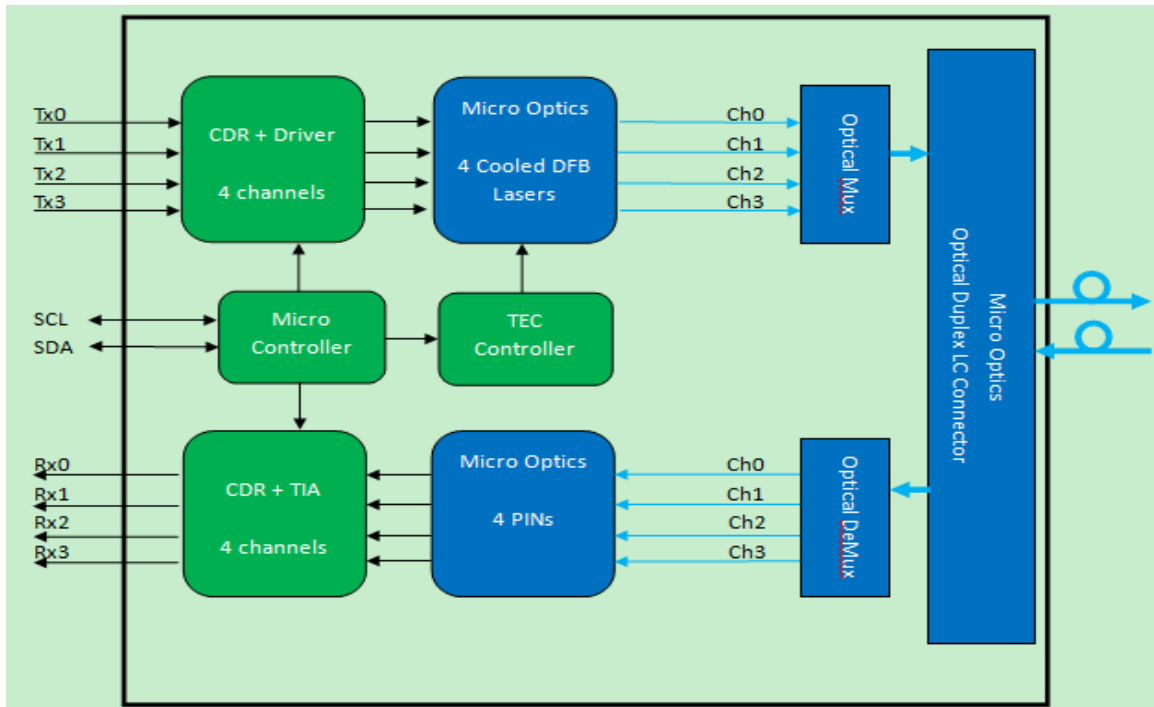 Tx0
Tx1
Tx2
Tx3
CDR + Driver
4 channels
Micro Optics
4 Cooled DFB
Lasers
Ch0
Ch1
Ch2
Ch3
Optical Mux
SCL
SDA
Micro
Controller
TEC
Controller
Micro Optics
Optical Duplex LC Connector
Rx0
Rx1
Rx2
Rx3
CDR + TIA
4 channels
Micro Optics
4 PINs
Ch0
Ch1
Ch2
Ch3
Optical DeMux